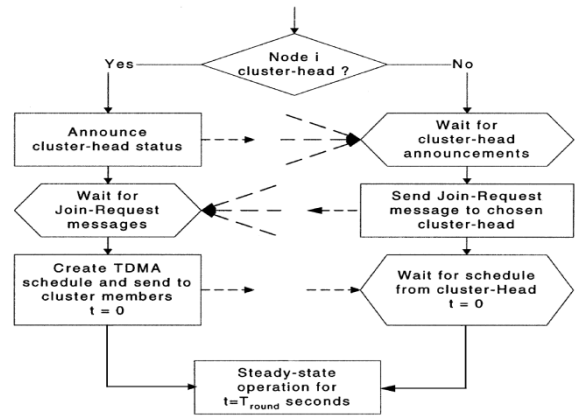 Node i
cluster-head ?
Yes
No
Announce
cluster-head status
Wait for
cluster-head
announcements
Wait for
Join-Request
messages
Send Join-Request
message to chosen
cluster-head
Create TDMA
schedule and send to
cluster members
t = 0
Wait for schedule
from cluster-Head
t = 0
Steady-state
operation for
t=Tround seconds